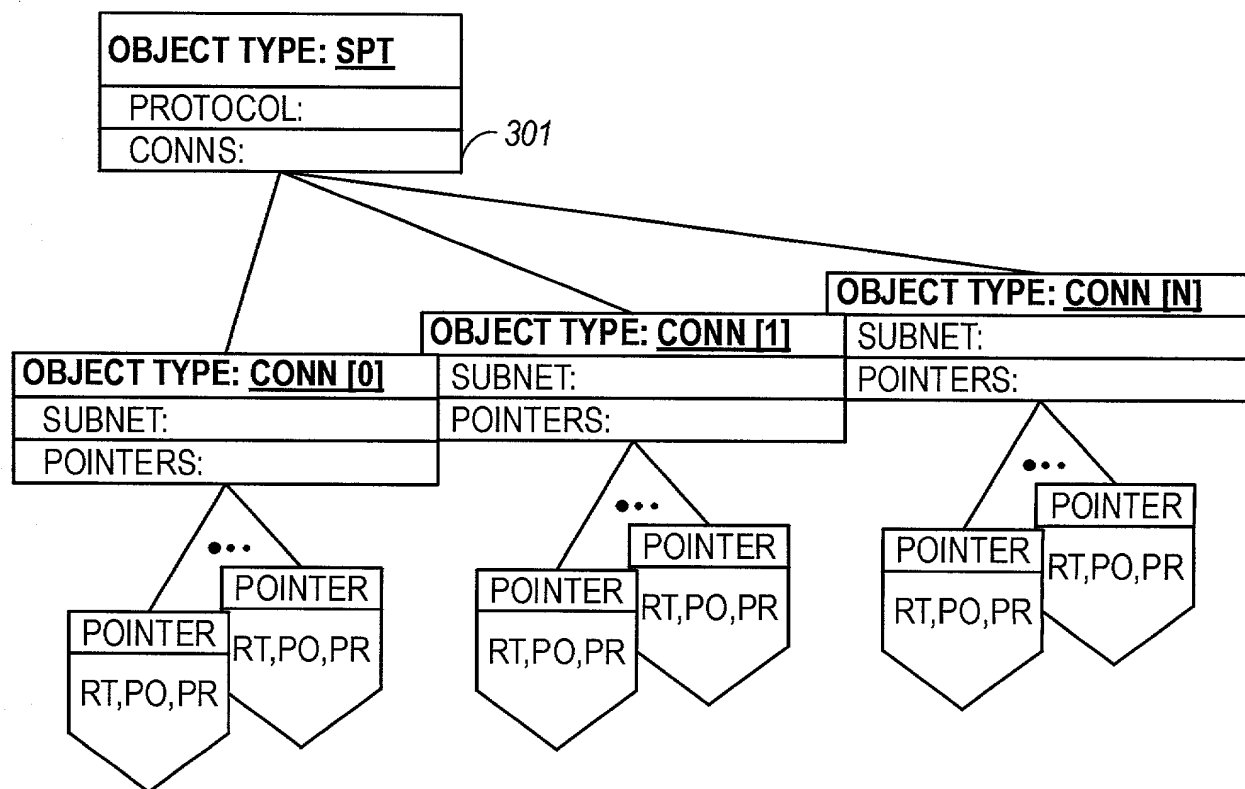 OBJECT TYPE: SPT
PROTOCOL:
CONNS:
301
OBJECT TYPE: CONN [0]
SUBNET:
POINTERS:
OBJECT TYPE: CONN [1]
SUBNET:
POINTERS:
OBJECT TYPE: CONN [N]
SUBNET:
POINTERS:
POINTER
RT,PO,PR
POINTER
RT,PO,PR
POINTER
RT,PO,PR
POINTER
RT,PO,PR
POINTER
RT,PO,PR
POINTER
RT,PO,PR